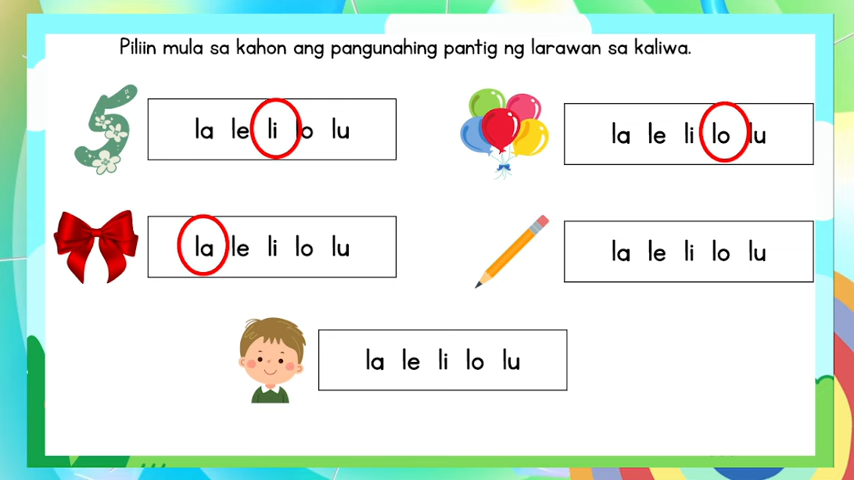 Piliin mula sa kahon ang pangunahing pantig ng larawan sa kaliwa.
5
la le li lo lu
la le li lo lu
la le li lo lu
la le li lo lu
la le li lo lu